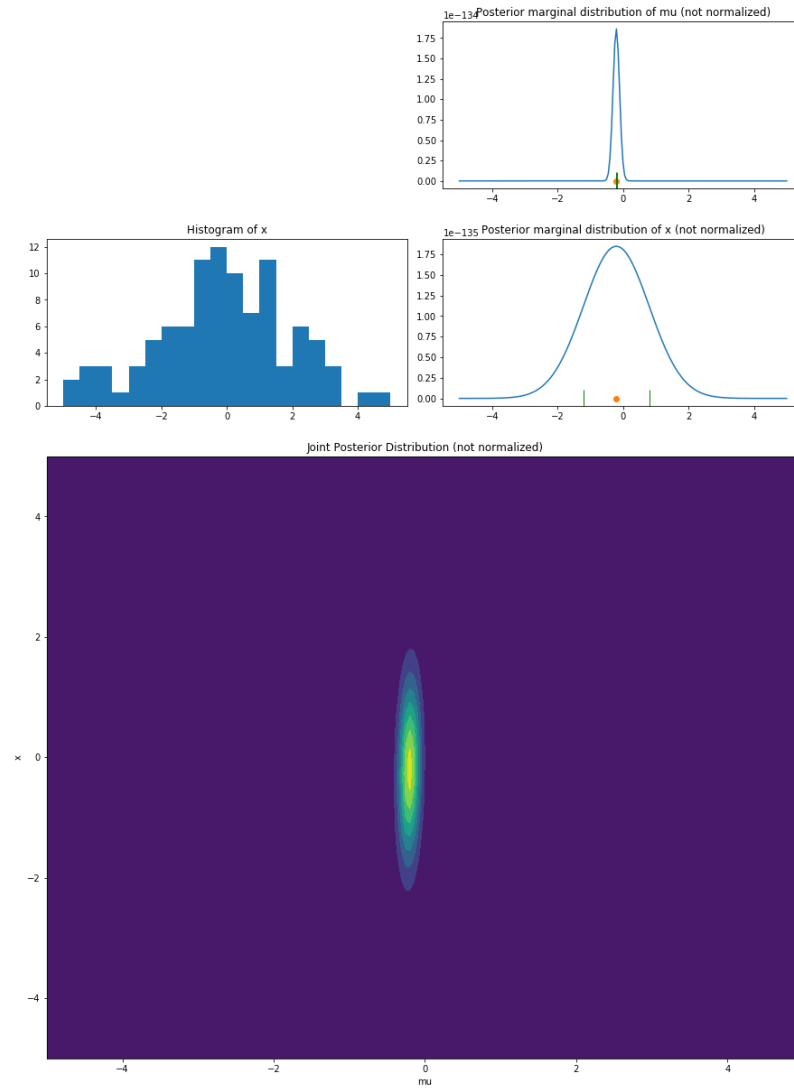 Posterior marginal distribution of mu (not normalized)
1e−134
1.75
1.50
1.25
1.00
0.75
0.50
0.25
0.00
−4 −2 0 2 4
Histogram of x
12
10
8
6
4
2
0
−4 −2 0 2 4
Posterior marginal distribution of x (not normalized)
1e−135
1.75
1.50
1.25
1.00
0.75
0.50
0.25
0.00
−4 −2 0 2 4
Joint Posterior Distribution (not normalized)
4
2
0
−2
−4
x
−4 −2 0 2 4
mu